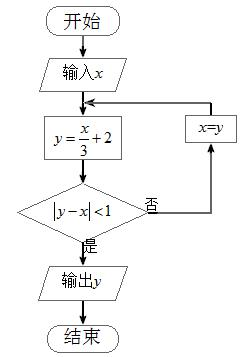 开始
输入x
y = x/3 + 2
x=y
|y − x| < 1
否
是
输出y
结束